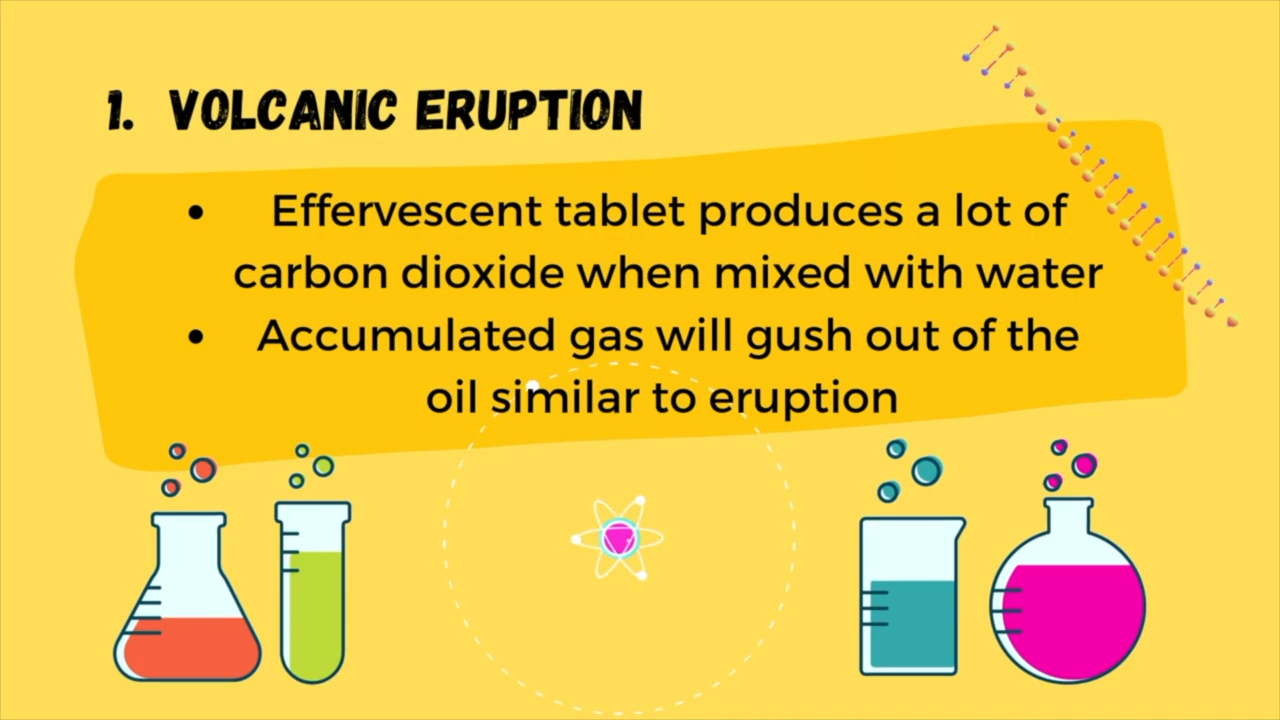 1. VOLCANIC ERUPTION
• Effervescent tablet produces a lot of
carbon dioxide when mixed with water
• Accumulated gas will gush out of the
oil similar to eruption